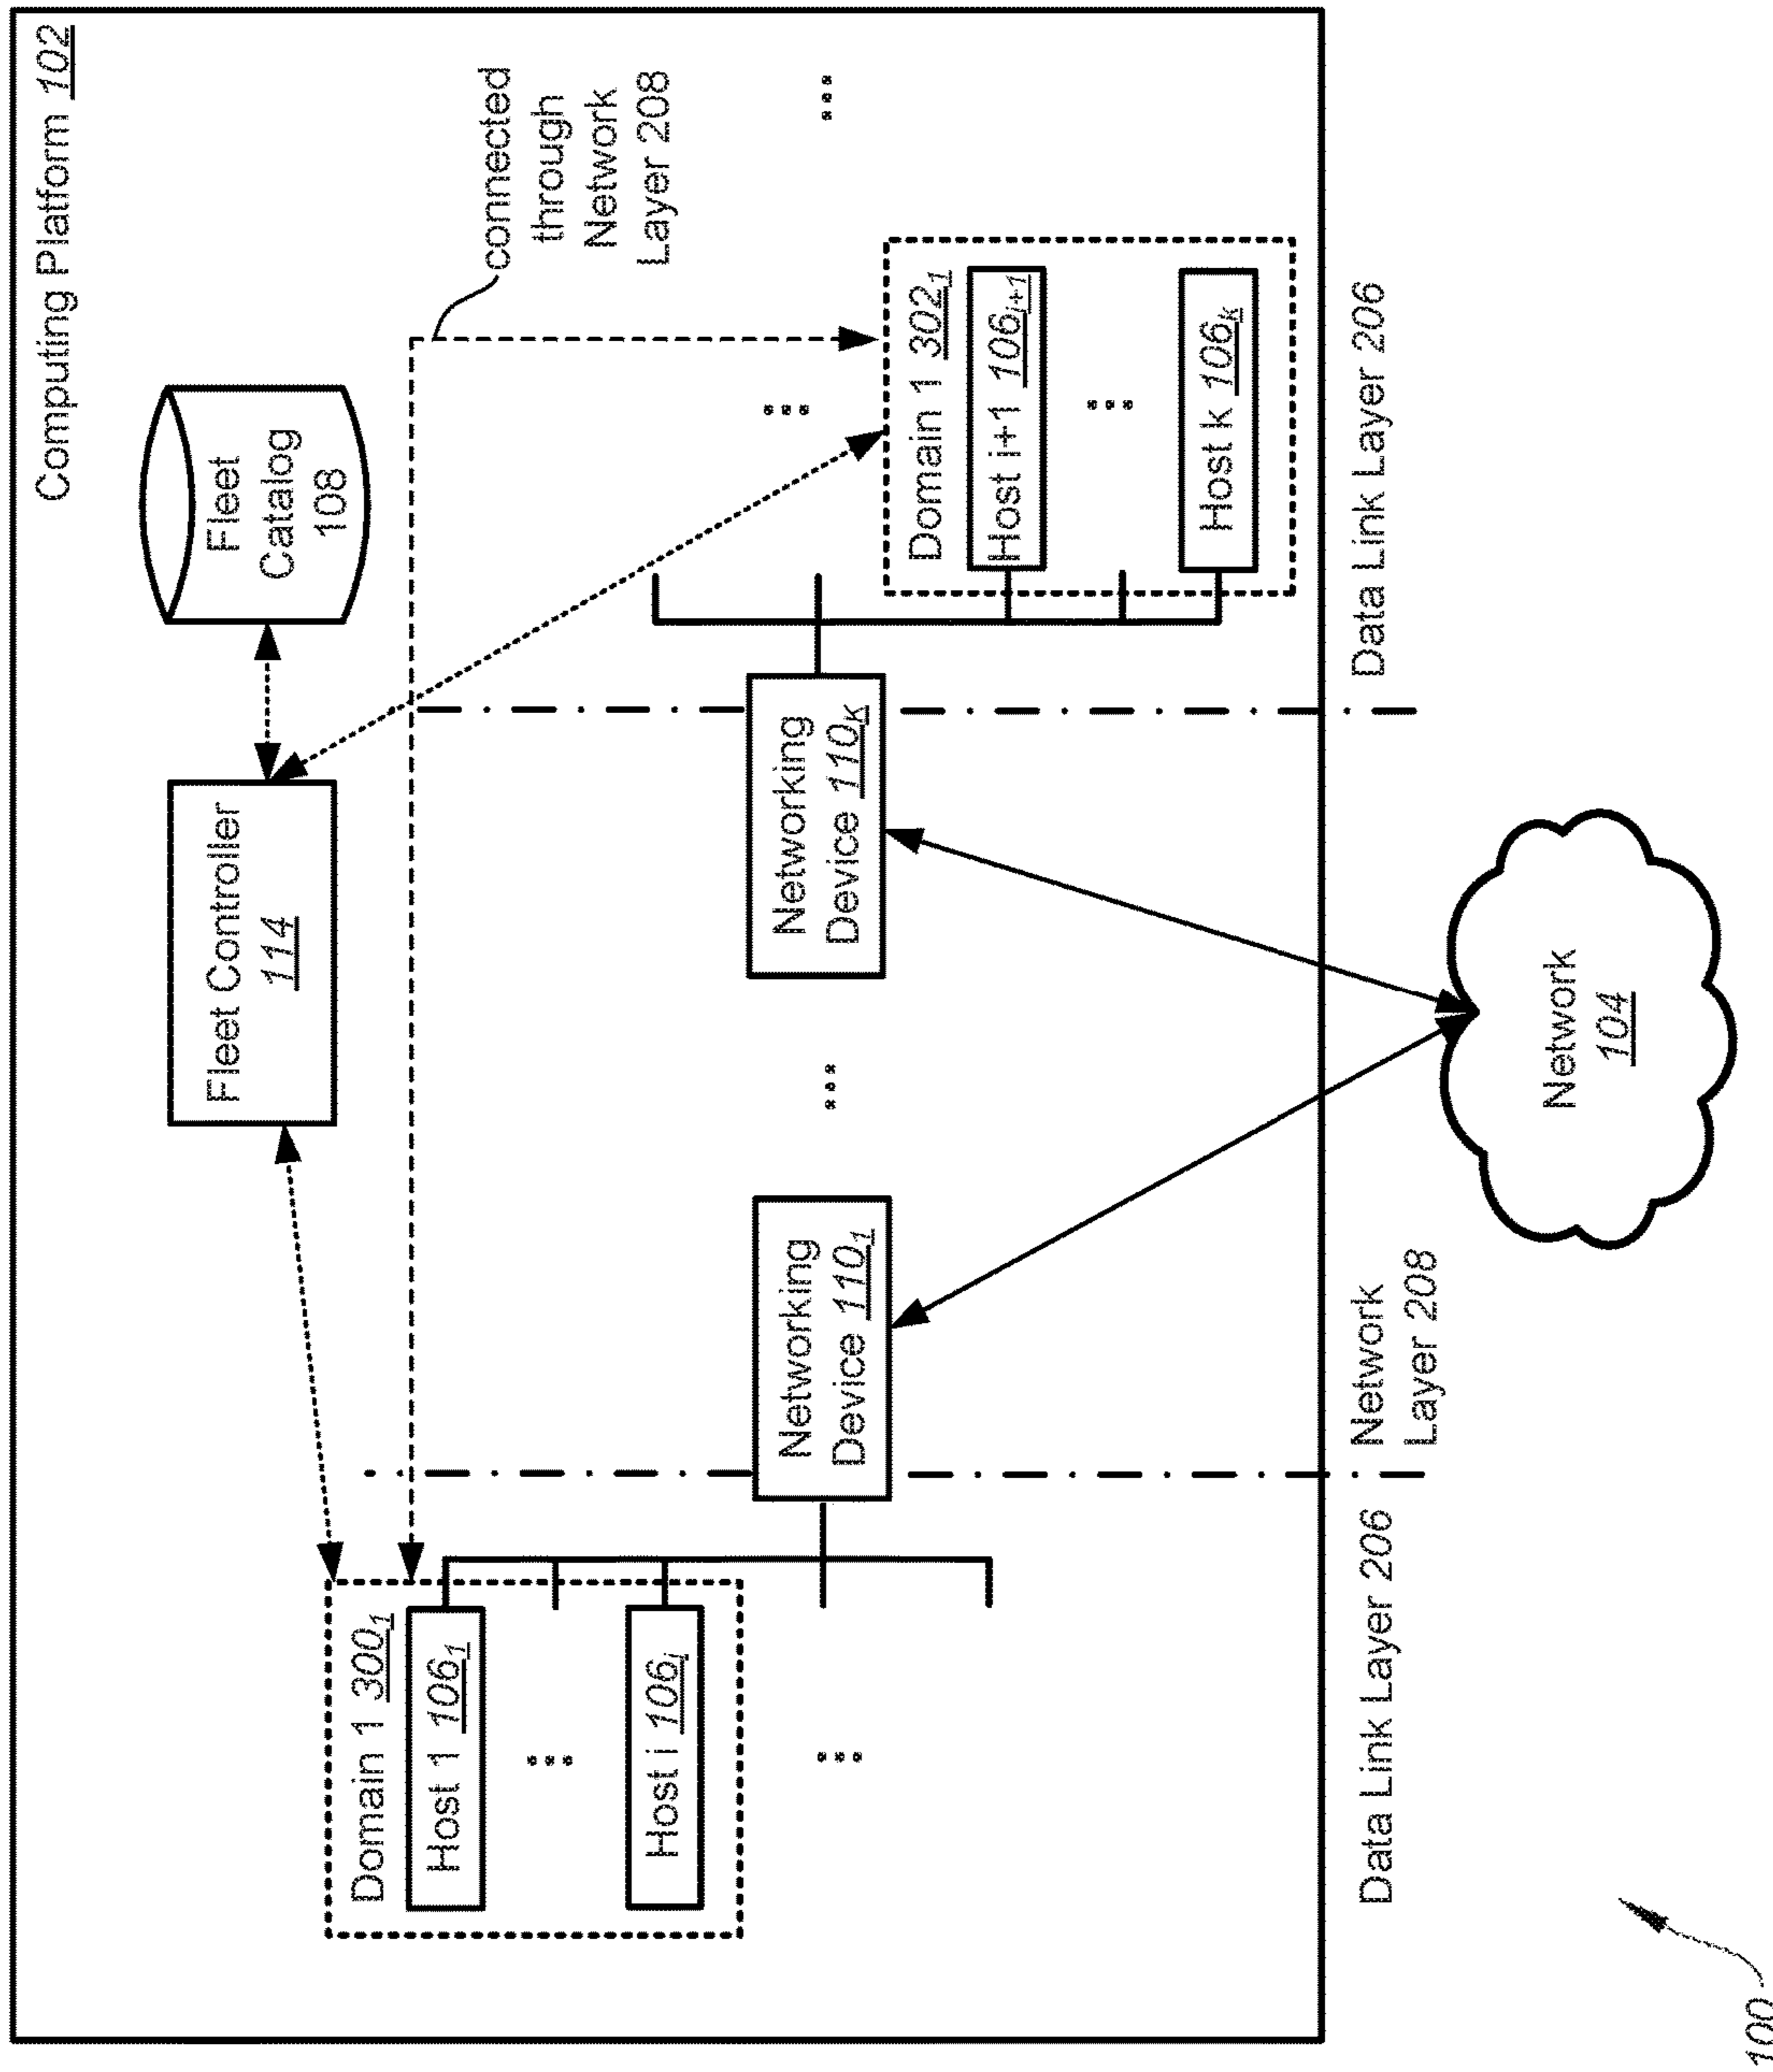 Computing Platform 102
Fleet
Catalog
108
Fleet Controller
114
connected
through
Network
Layer 208
Domain 1 300₁
Host 1 106₁
...
Host i 106ᵢ
...
Networking
Device 110₁
...
Networking
Device 110_K
...
...
Domain 1 302₁
Host i+1 106ᵢ₊₁
...
Host k 106ₖ
Data Link Layer 206
Network
Layer 208
Data Link Layer 206
Network
104
100